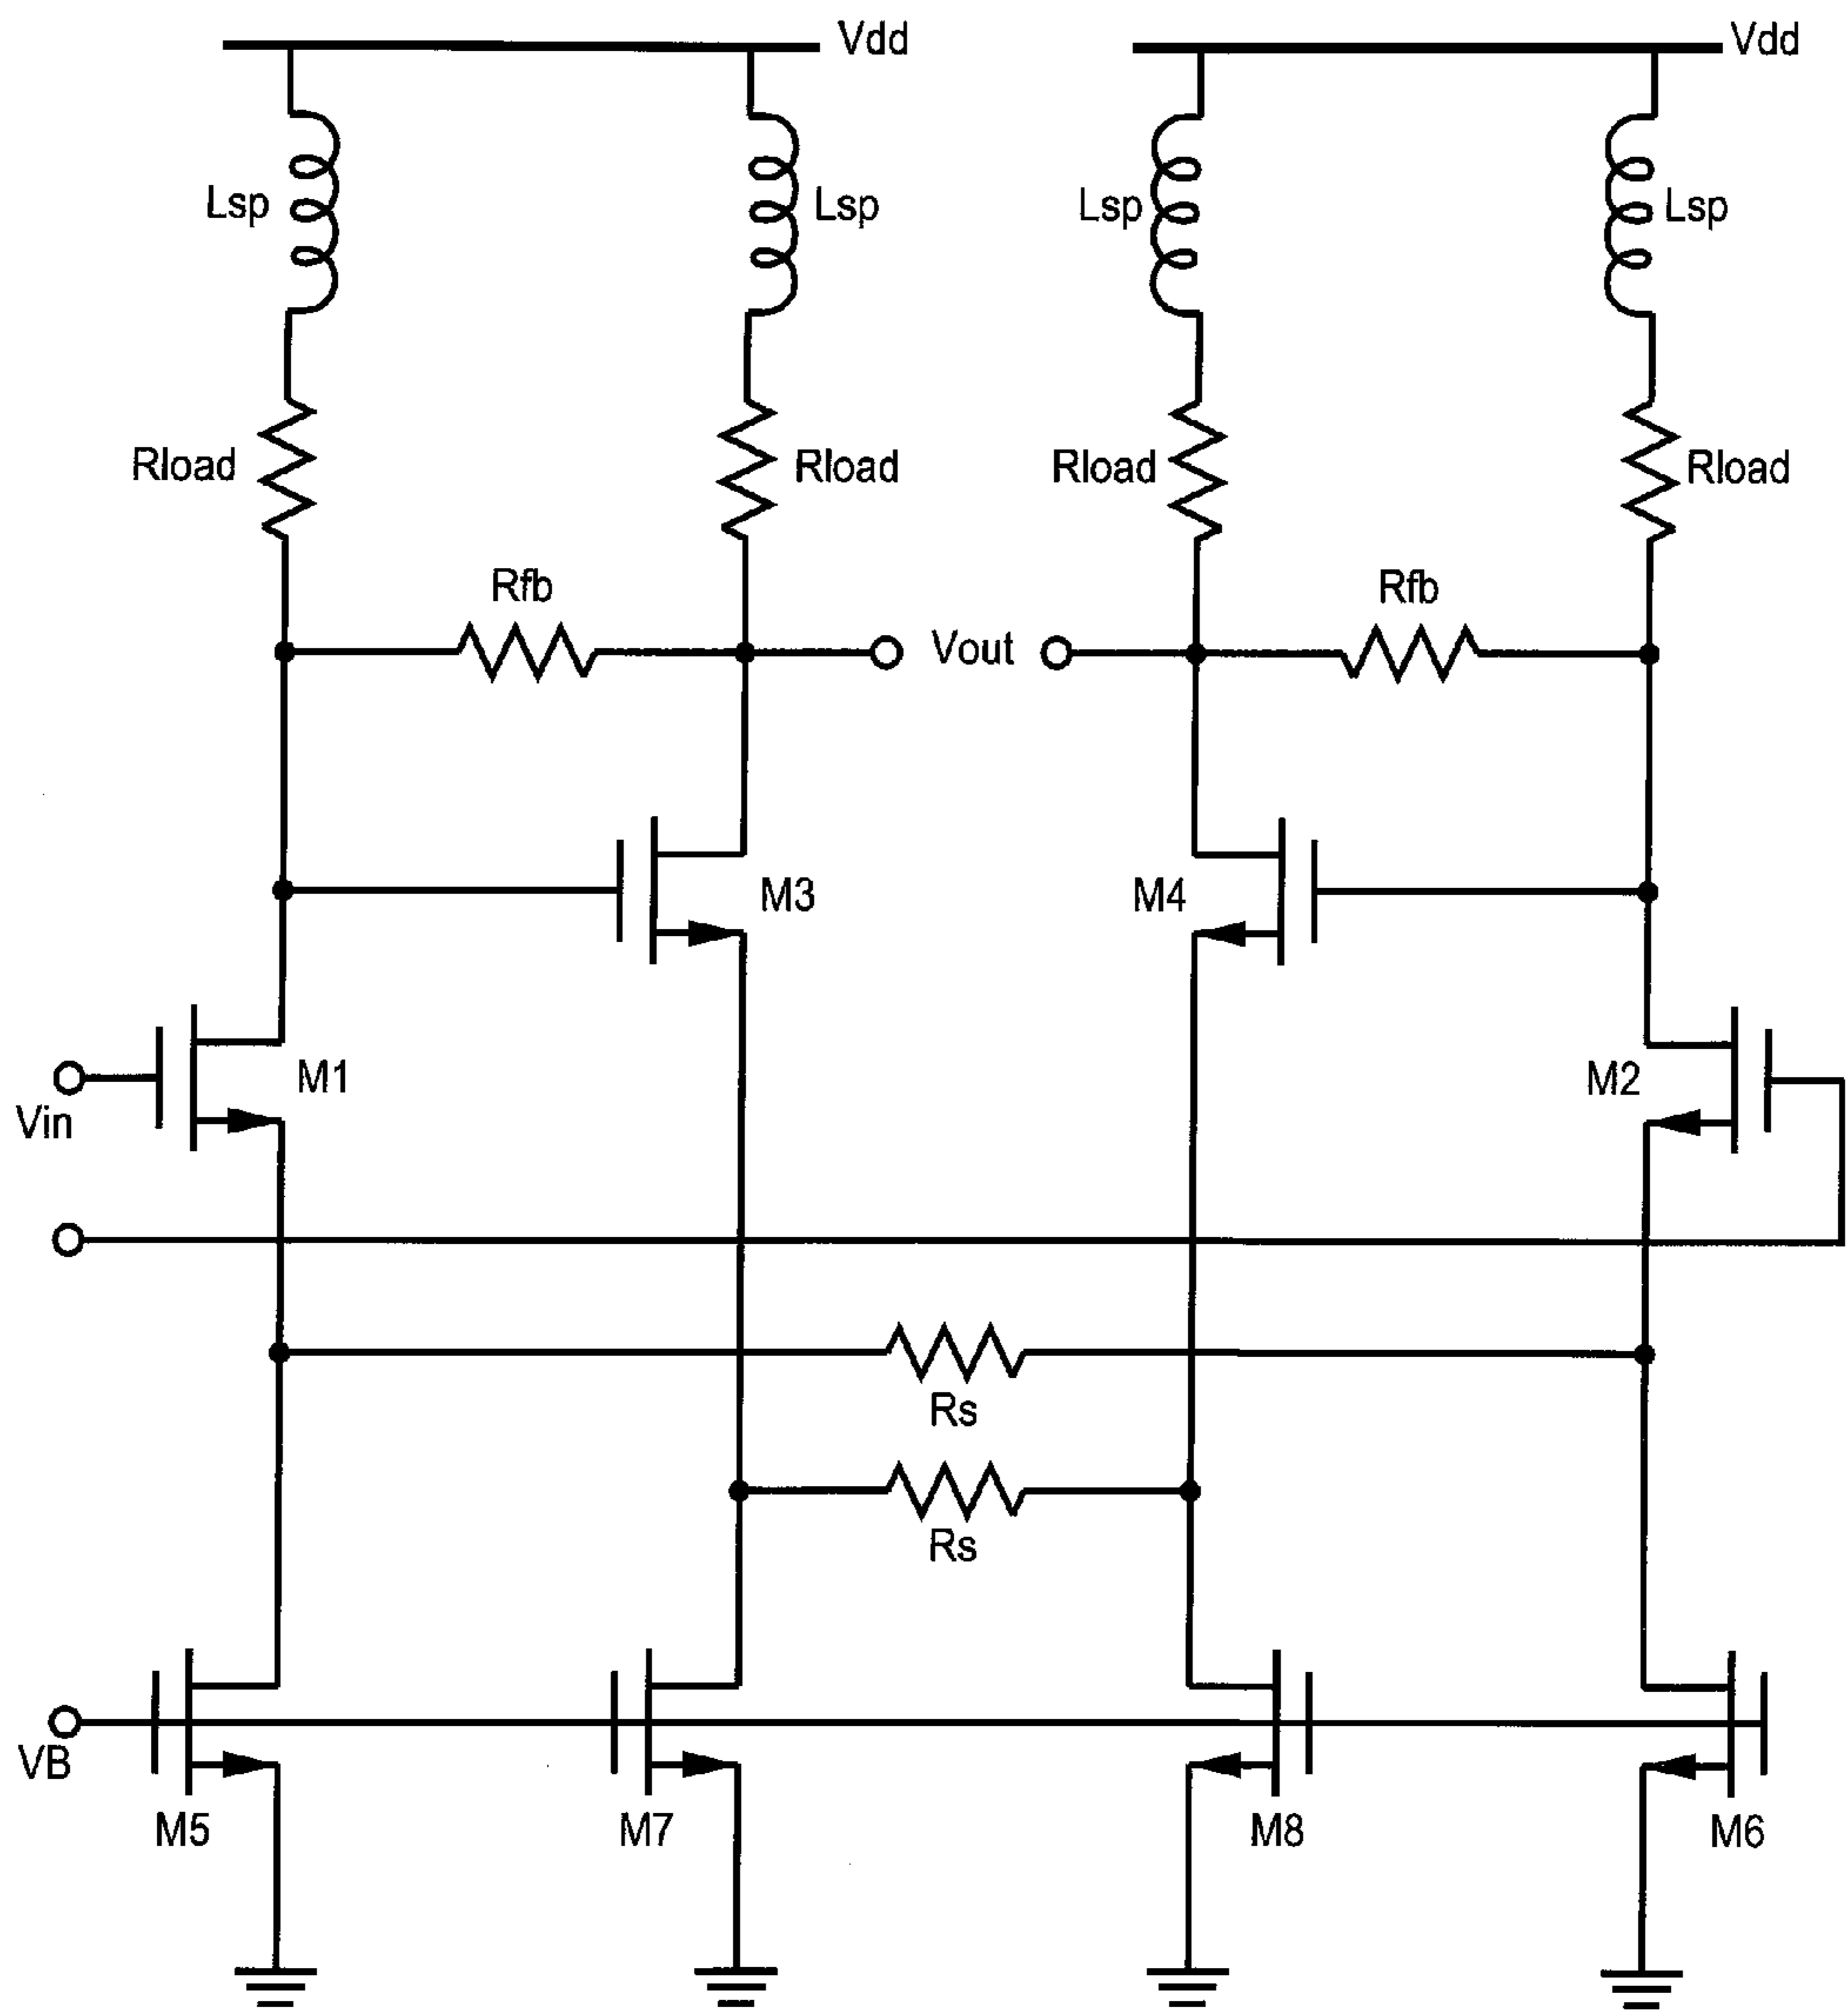 Vdd
Vdd
Lsp
Lsp
Lsp
Lsp
Rload
Rload
Rload
Rload
Rfb
Rfb
Vout
M3
M4
M1
M2
Vin
Rs
Rs
VB
M5
M7
M8
M6